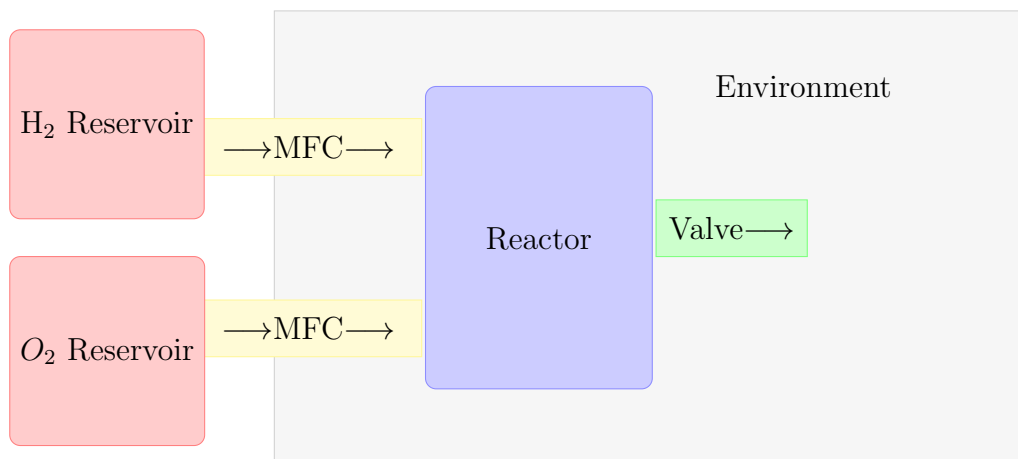 Environment
H₂ Reservoir
→MFC→
Reactor
Valve→
O₂ Reservoir
→MFC→